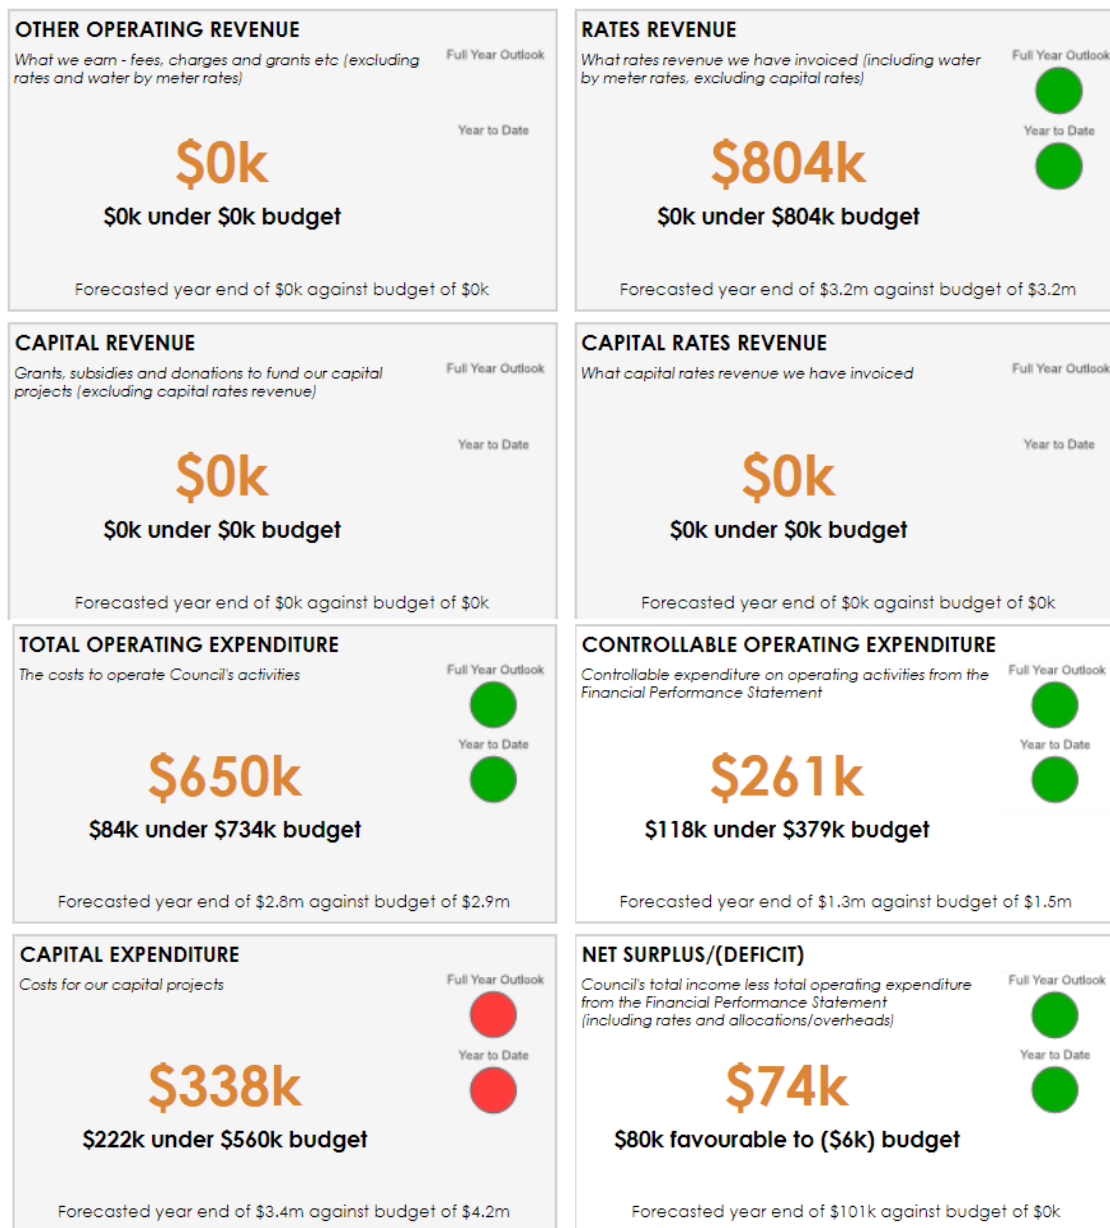 OTHER OPERATING REVENUE
What we earn - fees, charges and grants etc (excluding
rates and water by meter rates)
Full Year Outlook
Year to Date
$0k
$0k under $0k budget
Forecasted year end of $0k against budget of $0k
RATES REVENUE
What rates revenue we have invoiced (including water
by meter rates, excluding capital rates)
Full Year Outlook
Year to Date
$804k
$0k under $804k budget
Forecasted year end of $3.2m against budget of $3.2m
CAPITAL REVENUE
Grants, subsidies and donations to fund our capital
projects (excluding capital rates revenue)
Full Year Outlook
Year to Date
$0k
$0k under $0k budget
Forecasted year end of $0k against budget of $0k
CAPITAL RATES REVENUE
What capital rates revenue we have invoiced
Full Year Outlook
Year to Date
$0k
$0k under $0k budget
Forecasted year end of $0k against budget of $0k
TOTAL OPERATING EXPENDITURE
The costs to operate Council's activities
Full Year Outlook
Year to Date
$650k
$84k under $734k budget
Forecasted year end of $2.8m against budget of $2.9m
CONTROLLABLE OPERATING EXPENDITURE
Controllable expenditure on operating activities from the
Financial Performance Statement
Full Year Outlook
Year to Date
$261k
$118k under $379k budget
Forecasted year end of $1.3m against budget of $1.5m
CAPITAL EXPENDITURE
Costs for our capital projects
Full Year Outlook
Year to Date
$338k
$222k under $560k budget
Forecasted year end of $3.4m against budget of $4.2m
NET SURPLUS/(DEFICIT)
Council's total income less total operating expenditure
from the Financial Performance Statement
(including rates and allocations/overheads)
Full Year Outlook
Year to Date
$74k
$80k favourable to ($6k) budget
Forecasted year end of $101k against budget of $0k